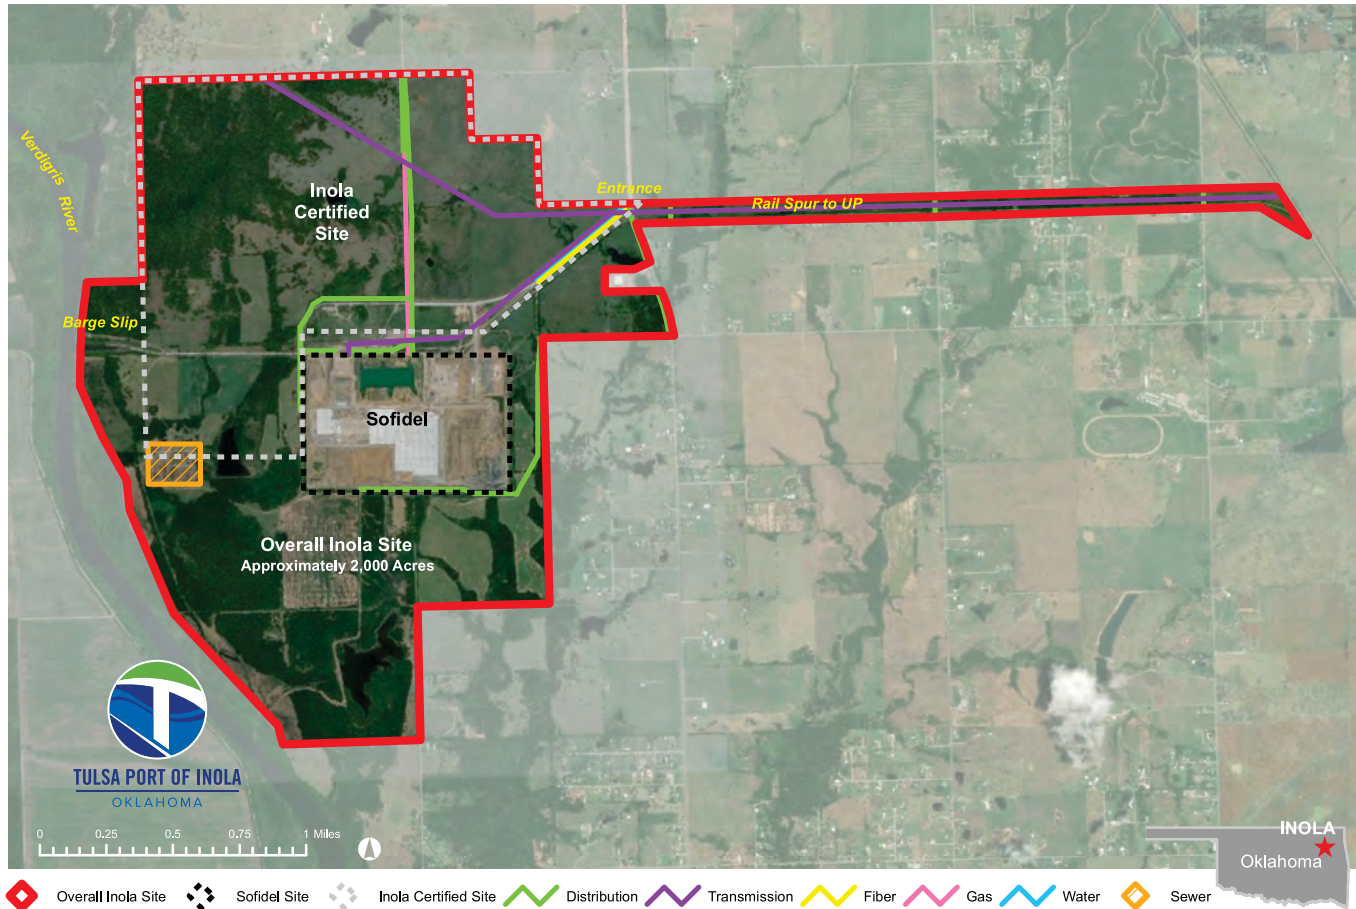 Verdigris River
Inola
Certified
Site
Entrance
Rail Spur to UP
Barge Slip
Sofidel
Overall Inola Site
Approximately 2,000 Acres
TULSA PORT OF INOLA
OKLAHOMA
0 0.25 0.5 0.75 1 Miles
INOLA
Oklahoma
Overall Inola Site Sofidel Site Inola Certified Site Distribution Transmission Fiber Gas Water Sewer